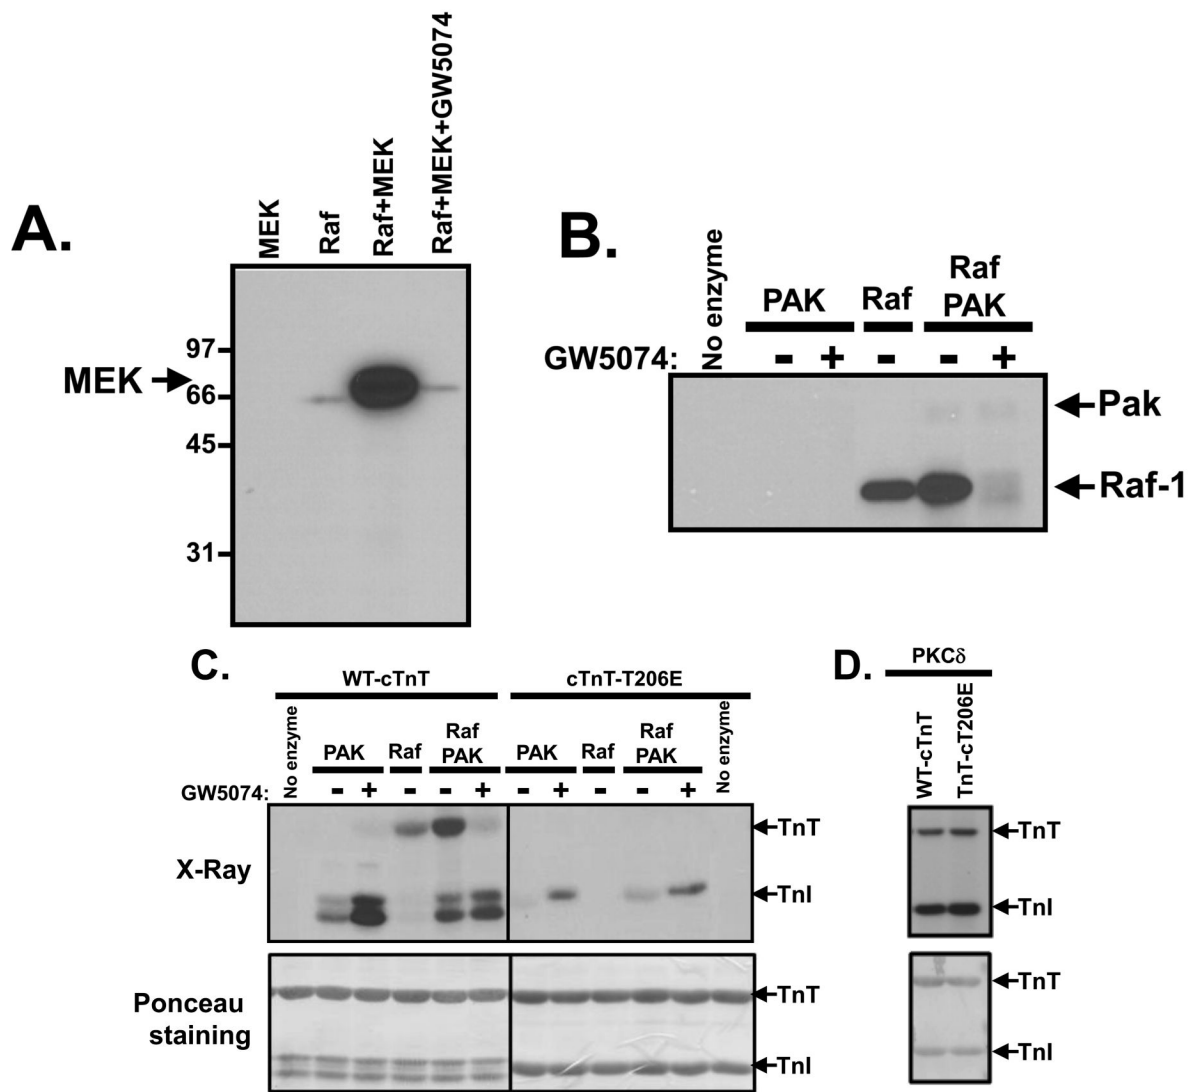 A.
MEK
Raf
Raf+MEK
Raf+MEK+GW5074
97
MEK
66
45
31
B.
No enzyme
PAK
Raf
Raf
PAK
GW5074:
-
+
-
-
+
Pak
Raf-1
C.
WT-cTnT
cTnT-T206E
No enzyme
PAK
Raf
Raf
PAK
PAK
Raf
Raf
PAK
No enzyme
GW5074:
- + - - + - + - - +
X-Ray
TnT
TnI
Ponceau
staining
TnT
TnI
D.
PKCδ
WT-cTnT
TnT-cT206E
TnT
TnI
TnT
TnI